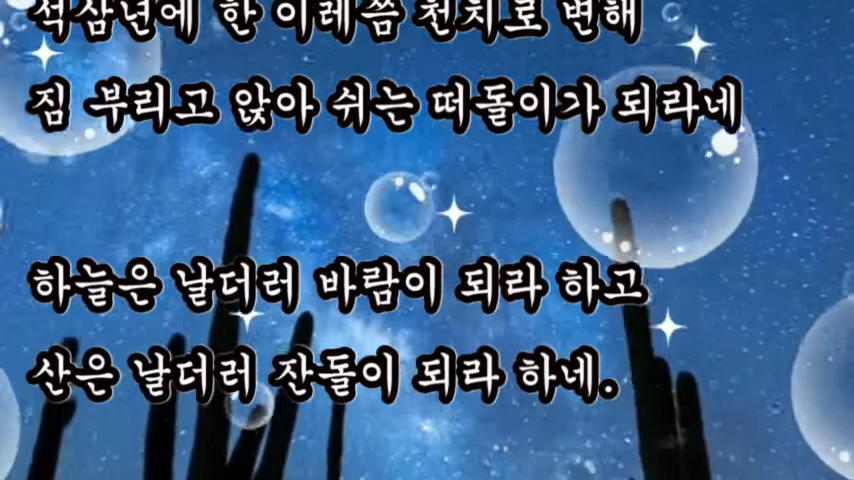 석삼년에 한 이레쯤 천치로 변해
짐 부리고 앉아 쉬는 떠돌이가 되라네
하늘은 날더러 바람이 되라 하고
산은 날더러 잔돌이 되라 하네.